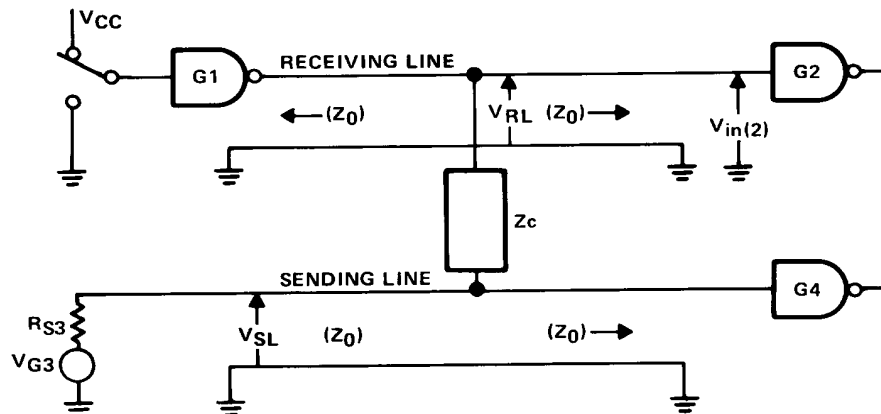 VCC
G1
RECEIVING LINE
G2
(Z0)
VRL
(Z0)
Vin(2)
Zc
SENDING LINE
G4
RS3
VSL
(Z0)
(Z0)
VG3